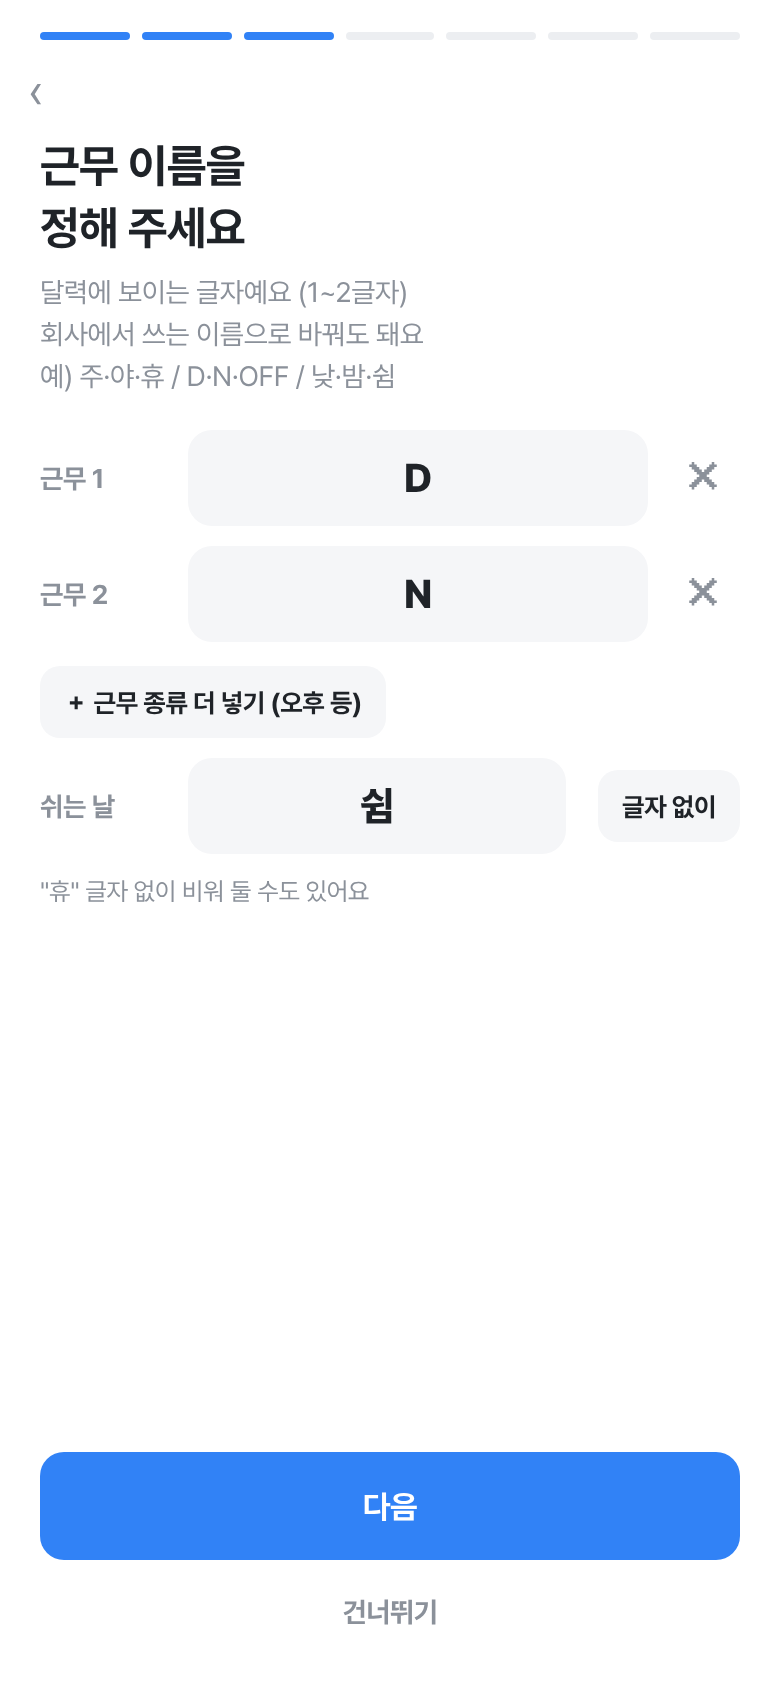 근무 이름을
정해 주세요
달력에 보이는 글자예요 (1~2글자)
회사에서 쓰는 이름으로 바꿔도 돼요
예) 주·야·휴 / D·N·OFF / 낮·밤·쉼
근무 1
D
근무 2
N
+ 근무 종류 더 넣기 (오후 등)
쉬는 날
쉼
글자 없이
"휴" 글자 없이 비워 둘 수도 있어요
다음
건너뛰기